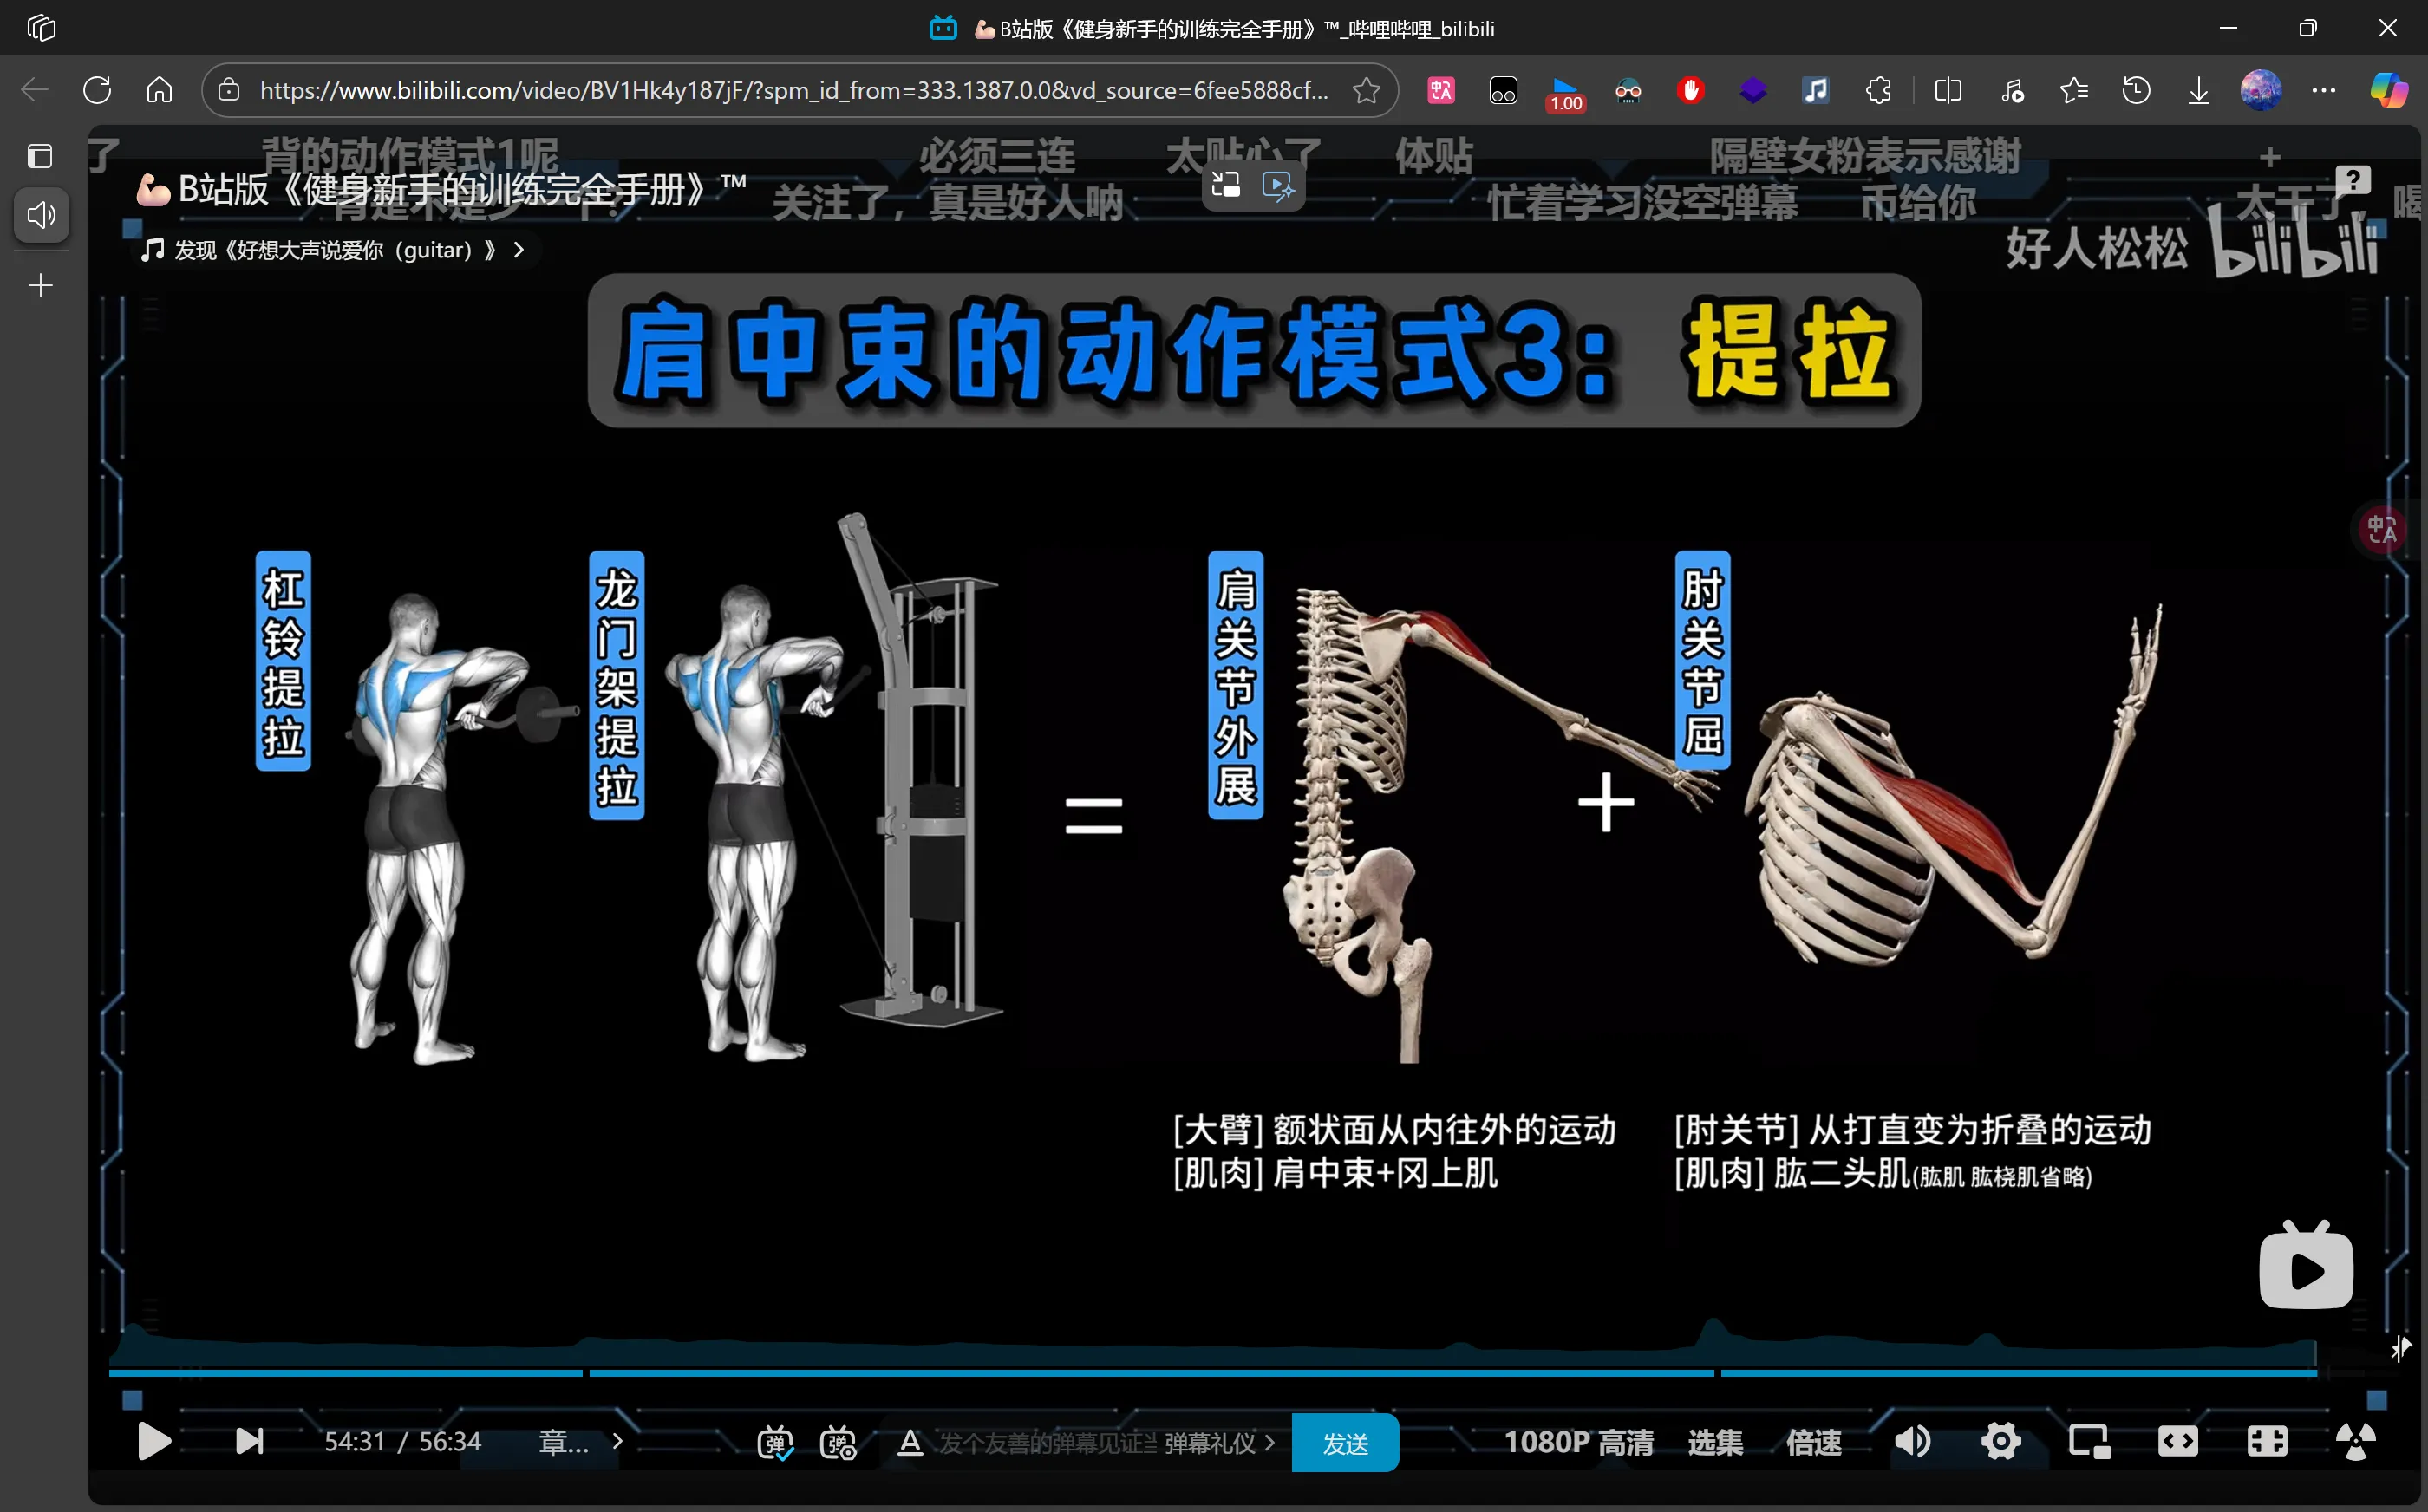 💪🏻B站版《健身新手的训练完全手册》™_哔哩哔哩_bilibili
https://www.bilibili.com/video/BV1Hk4y187jF/?spm_id_from=333.1387.0.0&vd_source=6fee5888cf...
1.00
了 背的动作模式1呢 必须三连 太贴心了 体贴 隔壁女粉表示感谢
💪🏻B站版《健身新手的训练完全手册》™
关注了，真是好人呐 忙着学习没空弹幕 币给你 太干了 喝
发现《好想大声说爱你（guitar）》
好人松松 bilibili
肩中束的动作模式3：提拉
杠铃提拉
龙门架提拉
=
肩关节外展
+
肘关节屈
[大臂] 额状面从内往外的运动
[肌肉] 肩中束+冈上肌
[肘关节] 从打直变为折叠的运动
[肌肉] 肱二头肌(肱肌 肱桡肌省略)
54:31 / 56:34 章...
发个友善的弹幕见证当 弹幕礼仪 发送
1080P 高清 选集 倍速